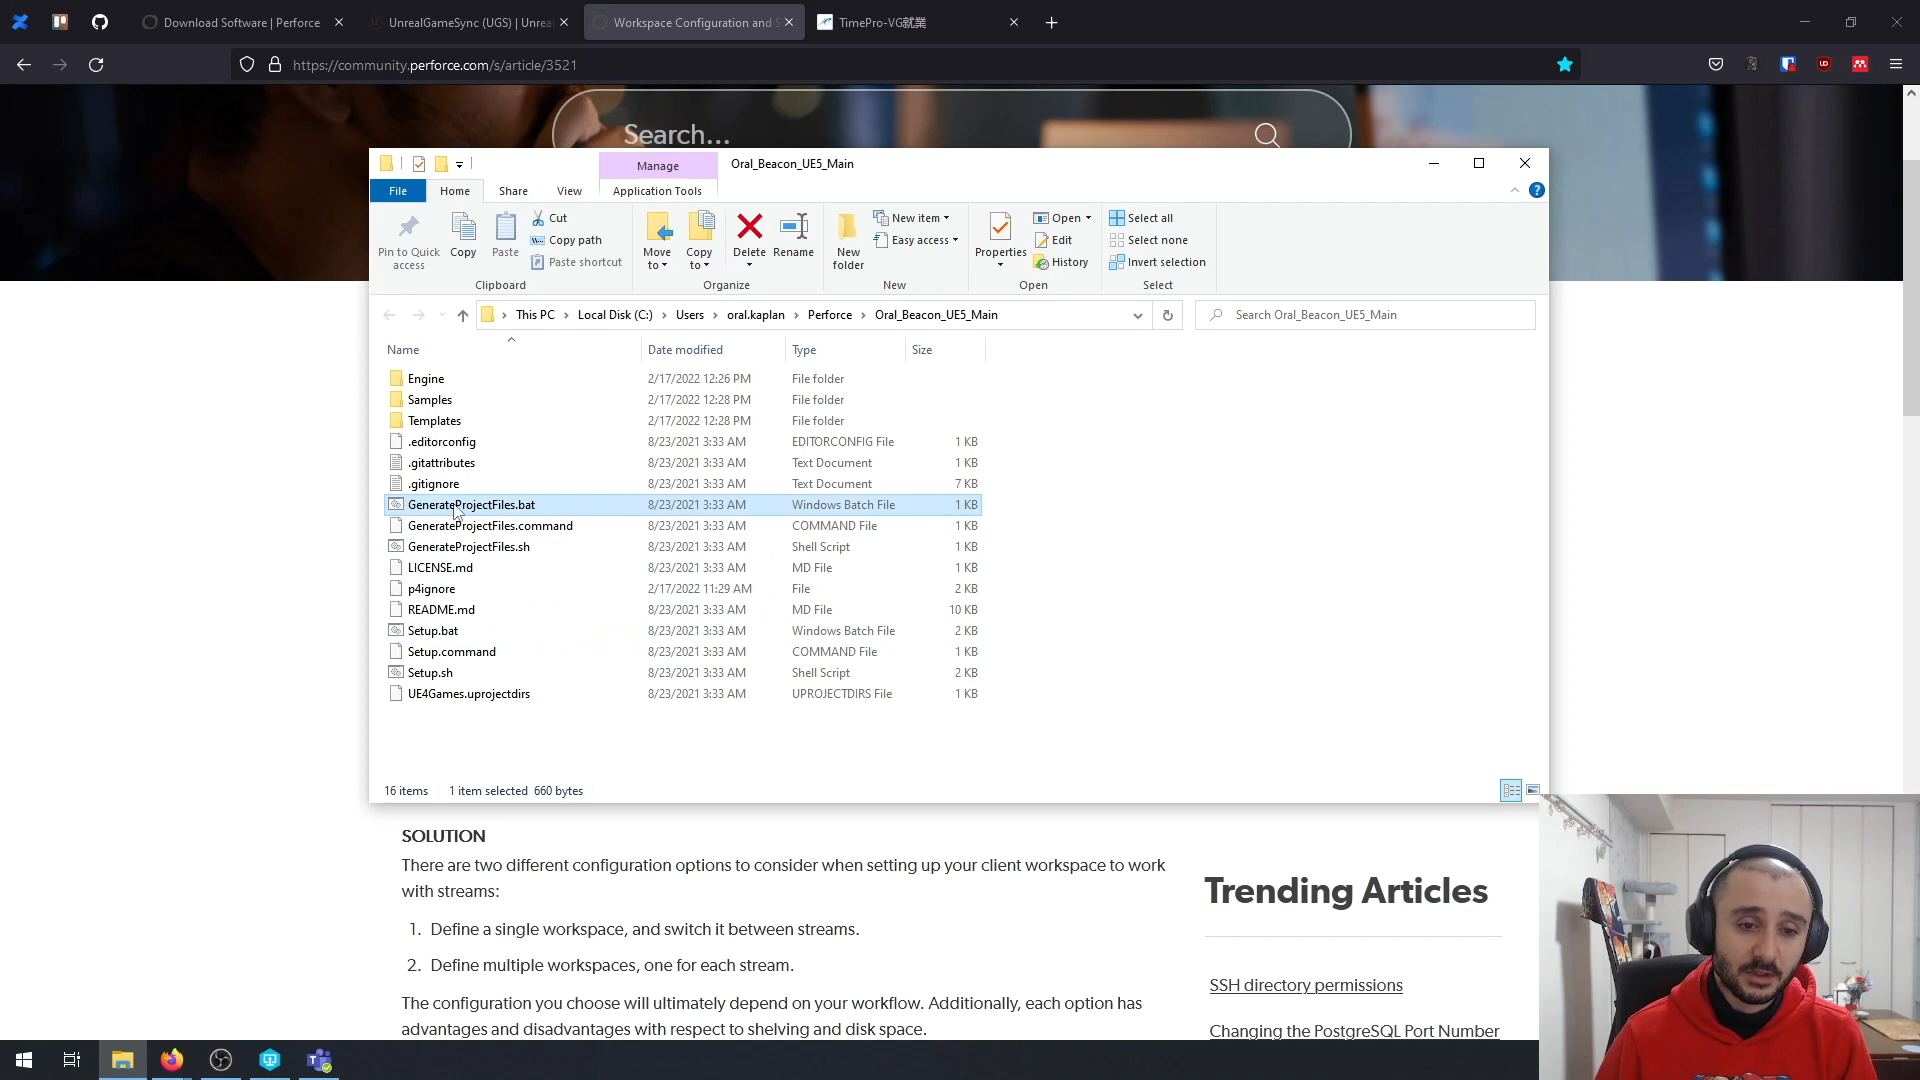 Download Software | Perforce
UnrealGameSync (UGS) | Unreal
Workspace Configuration and S
TimePro-VG就業
https://community.perforce.com/s/article/3521
Search...
Manage
Oral_Beacon_UE5_Main
File
Home
Share
View
Application Tools
Pin to Quick access
Copy
Paste
Cut
Copy path
Paste shortcut
Clipboard
Move to
Copy to
Delete
Rename
Organize
New folder
New item
Easy access
New
Properties
Open
Edit
History
Open
Select all
Select none
Invert selection
Select
This PC > Local Disk (C:) > Users > oral.kaplan > Perforce > Oral_Beacon_UE5_Main
Search Oral_Beacon_UE5_Main
Name Date modified Type Size
Engine 2/17/2022 12:26 PM File folder
Samples 2/17/2022 12:28 PM File folder
Templates 2/17/2022 12:28 PM File folder
.editorconfig 8/23/2021 3:33 AM EDITORCONFIG File 1 KB
.gitattributes 8/23/2021 3:33 AM Text Document 1 KB
.gitignore 8/23/2021 3:33 AM Text Document 7 KB
GenerateProjectFiles.bat 8/23/2021 3:33 AM Windows Batch File 1 KB
GenerateProjectFiles.command 8/23/2021 3:33 AM COMMAND File 1 KB
GenerateProjectFiles.sh 8/23/2021 3:33 AM Shell Script 1 KB
LICENSE.md 8/23/2021 3:33 AM MD File 1 KB
p4ignore 2/17/2022 11:29 AM File 2 KB
README.md 8/23/2021 3:33 AM MD File 10 KB
Setup.bat 8/23/2021 3:33 AM Windows Batch File 2 KB
Setup.command 8/23/2021 3:33 AM COMMAND File 1 KB
Setup.sh 8/23/2021 3:33 AM Shell Script 2 KB
UE4Games.uprojectdirs 8/23/2021 3:33 AM UPROJECTDIRS File 1 KB
16 items 1 item selected 660 bytes
SOLUTION
There are two different configuration options to consider when setting up your client workspace to work
with streams:
1. Define a single workspace, and switch it between streams.
2. Define multiple workspaces, one for each stream.
The configuration you choose will ultimately depend on your workflow. Additionally, each option has
advantages and disadvantages with respect to shelving and disk space.
Trending Articles
SSH directory permissions
Changing the PostgreSQL Port Number